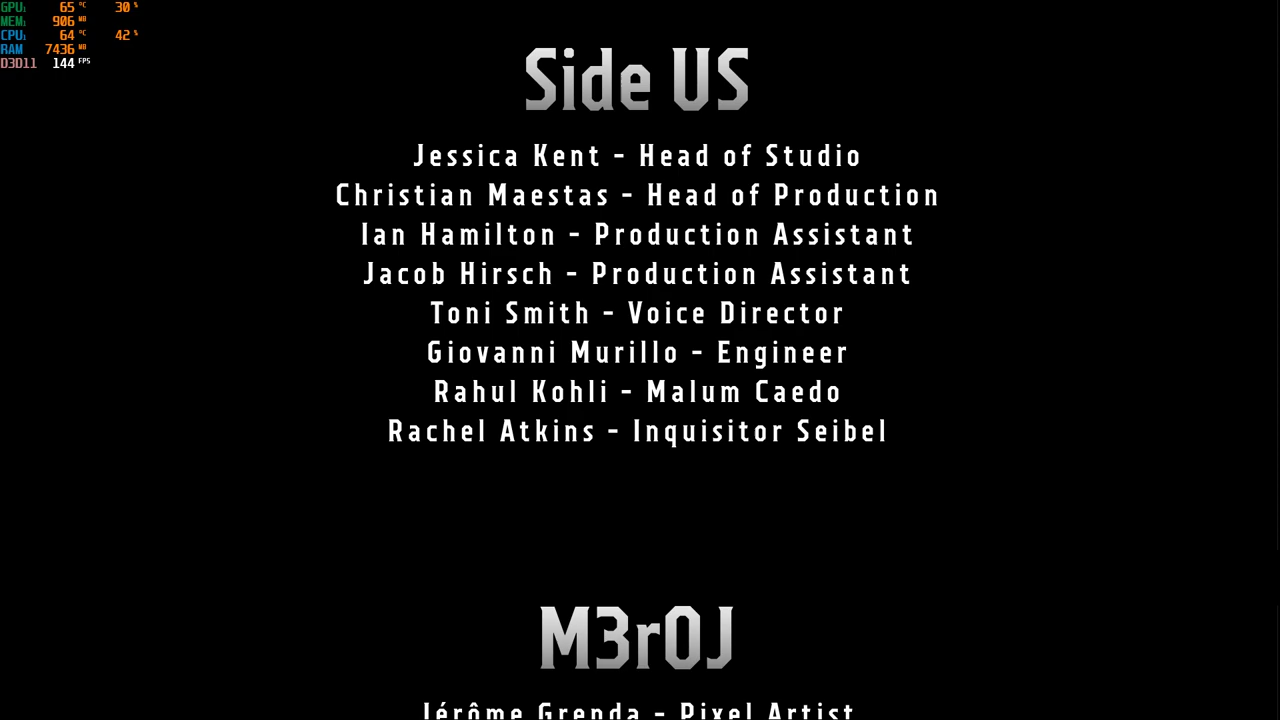 GPU: 65 °C 30 %
MEM: 906 MB
CPU: 64 °C 42 %
RAM 7436 MB
D3D11 144 FPS
Side US
Jessica Kent - Head of Studio
Christian Maestas - Head of Production
Ian Hamilton - Production Assistant
Jacob Hirsch - Production Assistant
Toni Smith - Voice Director
Giovanni Murillo - Engineer
Rahul Kohli - Malum Caedo
Rachel Atkins - Inquisitor Seibel
M3r0J
Jérôme Grenda - Pixel Artist